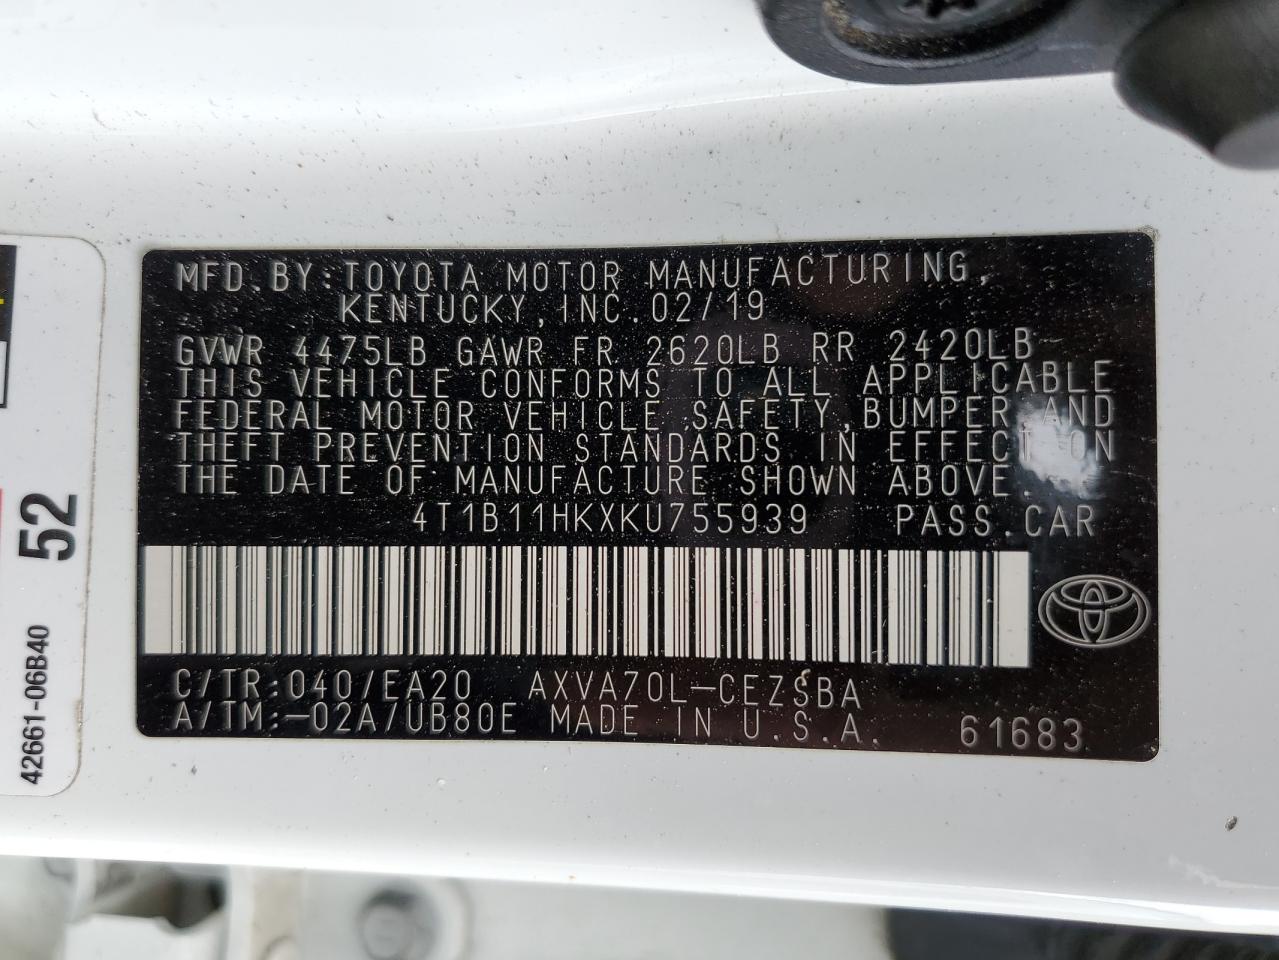 MFD.BY:TOYOTA MOTOR MANUFACTURING,
KENTUCKY,INC.02/19
GVWR 4475LB GAWR FR 2620LB RR 2420LB
THIS VEHICLE CONFORMS TO ALL APPLICABLE
FEDERAL MOTOR VEHICLE SAFETY,BUMPER,AND
THEFT PREVENTION STANDARDS IN EFFECT ON
THE DATE OF MANUFACTURE SHOWN ABOVE.
4T1B11HKXKU755939 PASS.CAR
C/TR:040/EA20 AXVA70L-CEZSBA
A/TM:-02A/UB80E MADE IN U.S.A. 61683
52
42661-06B40